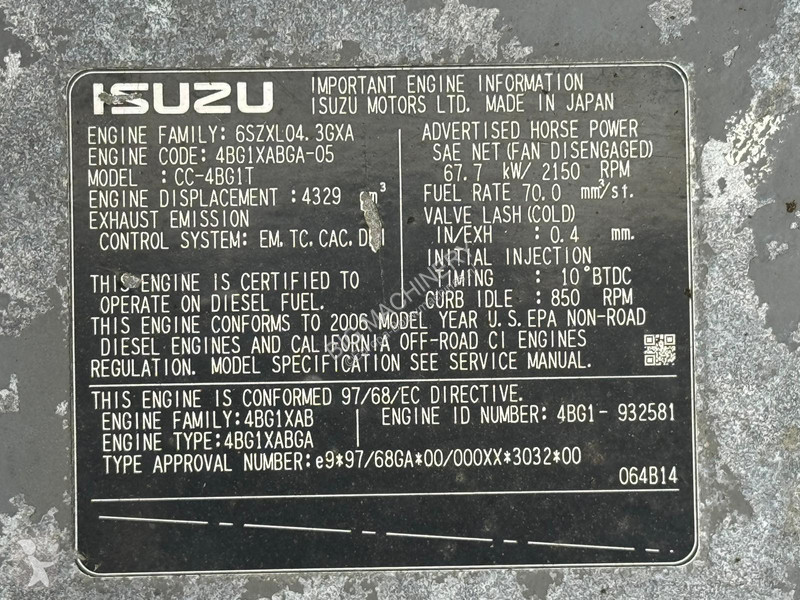 ISUZU
IMPORTANT ENGINE INFORMATION
ISUZU MOTORS LTD. MADE IN JAPAN
ENGINE FAMILY: 6SZXL04.3GXA
ENGINE CODE: 4BG1XABGA-05
MODEL : CC-4BG1T
ENGINE DISPLACEMENT : 4329 cm³
EXHAUST EMISSION
CONTROL SYSTEM: EM, TC, CAC,
ADVERTISED HORSE POWER
SAE NET (FAN DISENGAGED)
67.7 kW/ 2150 RPM
FUEL RATE 70.0 mm³/st.
VALVE LASH (COLD)
IN/EXH : 0.4 mm.
INITIAL INJECTION
TIMING : 10°BTDC
CURB IDLE : 850 RPM
THIS ENGINE IS CERTIFIED TO
OPERATE ON DIESEL FUEL.
THIS ENGINE CONFORMS TO 2006 MODEL YEAR U.S. EPA NON-ROAD
DIESEL ENGINES AND CALIFORNIA OFF-ROAD CI ENGINES
REGULATION. MODEL SPECIFICATION SEE SERVICE MANUAL.
THIS ENGINE IS CONFORMED 97/68/EC DIRECTIVE.
ENGINE FAMILY: 4BG1XAB
ENGINE ID NUMBER: 4BG1- 932581
ENGINE TYPE: 4BG1XABGA
TYPE APPROVAL NUMBER: e9*97/68GA*00/000XX*3032*00
064B14
MACHINERY